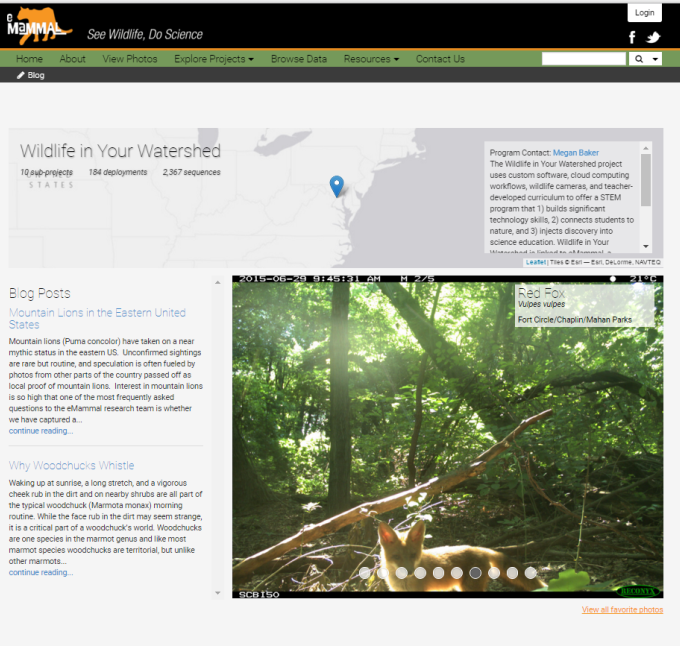 e
MaMMAL
See Wildlife, Do Science
Login
Home About View Photos Explore Projects Browse Data Resources Contact Us
Blog
Wildlife in Your Watershed
10 sub-projects 184 deployments 2,367 sequences
STATES
Program Contact: Megan Baker
The Wildlife in Your Watershed project
uses custom software, cloud computing
workflows, wildlife cameras, and teacher-
developed curriculum to offer a STEM
program that 1) builds significant
technology skills, 2) connects students to
nature, and 3) injects discovery into
science education. Wildlife in Your
Watershed is linked to eMammal, a
Leaflet | Tiles © Esri — Esri, DeLorme, NAVTEQ
Blog Posts
Mountain Lions in the Eastern United
States
Mountain lions (Puma concolor) have taken on a near
mythic status in the eastern US. Unconfirmed sightings
are rare but routine, and speculation is often fueled by
photos from other parts of the country passed off as
local proof of mountain lions. Interest in mountain lions
is so high that one of the most frequently asked
questions to the eMammal research team is whether
we have captured a...
continue reading...
Why Woodchucks Whistle
Waking up at sunrise, a long stretch, and a vigorous
cheek rub in the dirt and on nearby shrubs are all part of
the typical woodchuck (Marmota monax) morning
routine. While the face rub in the dirt may seem strange,
it is a critical part of a woodchuck's world. Woodchucks
are one species in the marmot genus and like most
marmot species woodchucks are territorial, but unlike
other marmots...
continue reading...
2015-06-29 9:45:31 AM M 2/5 21°C
Red Fox
Vulpes vulpes
Fort Circle/Chaplin/Mahan Parks
SCBI50
RECONYX
View all favorite photos